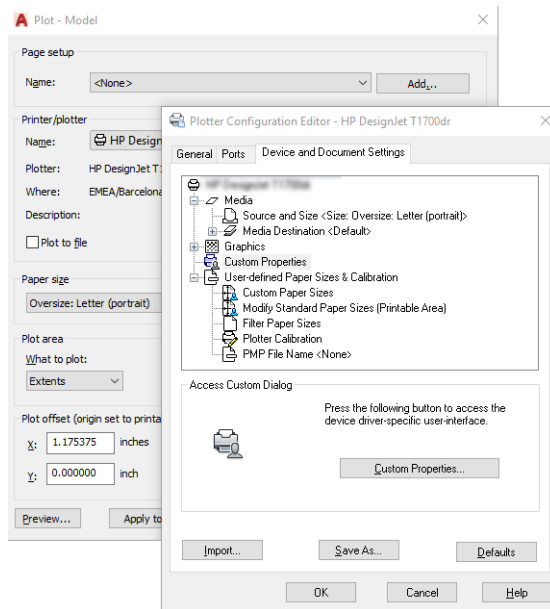 Plot - Model
Page setup
Name:
<None>
Add...
Printer/plotter
Name:
HP Design
Plotter:
HP DesignJet T
Where:
EMEA/Barcelona
Description:
Plot to file
Paper size
Oversize: Letter (portrait)
Plot area
What to plot:
Extents
Plot offset (origin set to printa
X:
1.175375
inches
Y:
0.000000
inch
Preview...
Apply to
Plotter Configuration Editor - HP DesignJet T1700dr
General
Ports
Device and Document Settings
Media
Source and Size <Size: Oversize: Letter (portrait)>
Media Destination <Default>
Graphics
Custom Properties
User-defined Paper Sizes & Calibration
Custom Paper Sizes
Modify Standard Paper Sizes (Printable Area)
Filter Paper Sizes
Plotter Calibration
PMP File Name <None>
Access Custom Dialog
Press the following button to access the
device driver-specific user-interface.
Custom Properties...
Import...
Save As...
Defaults
OK
Cancel
Help